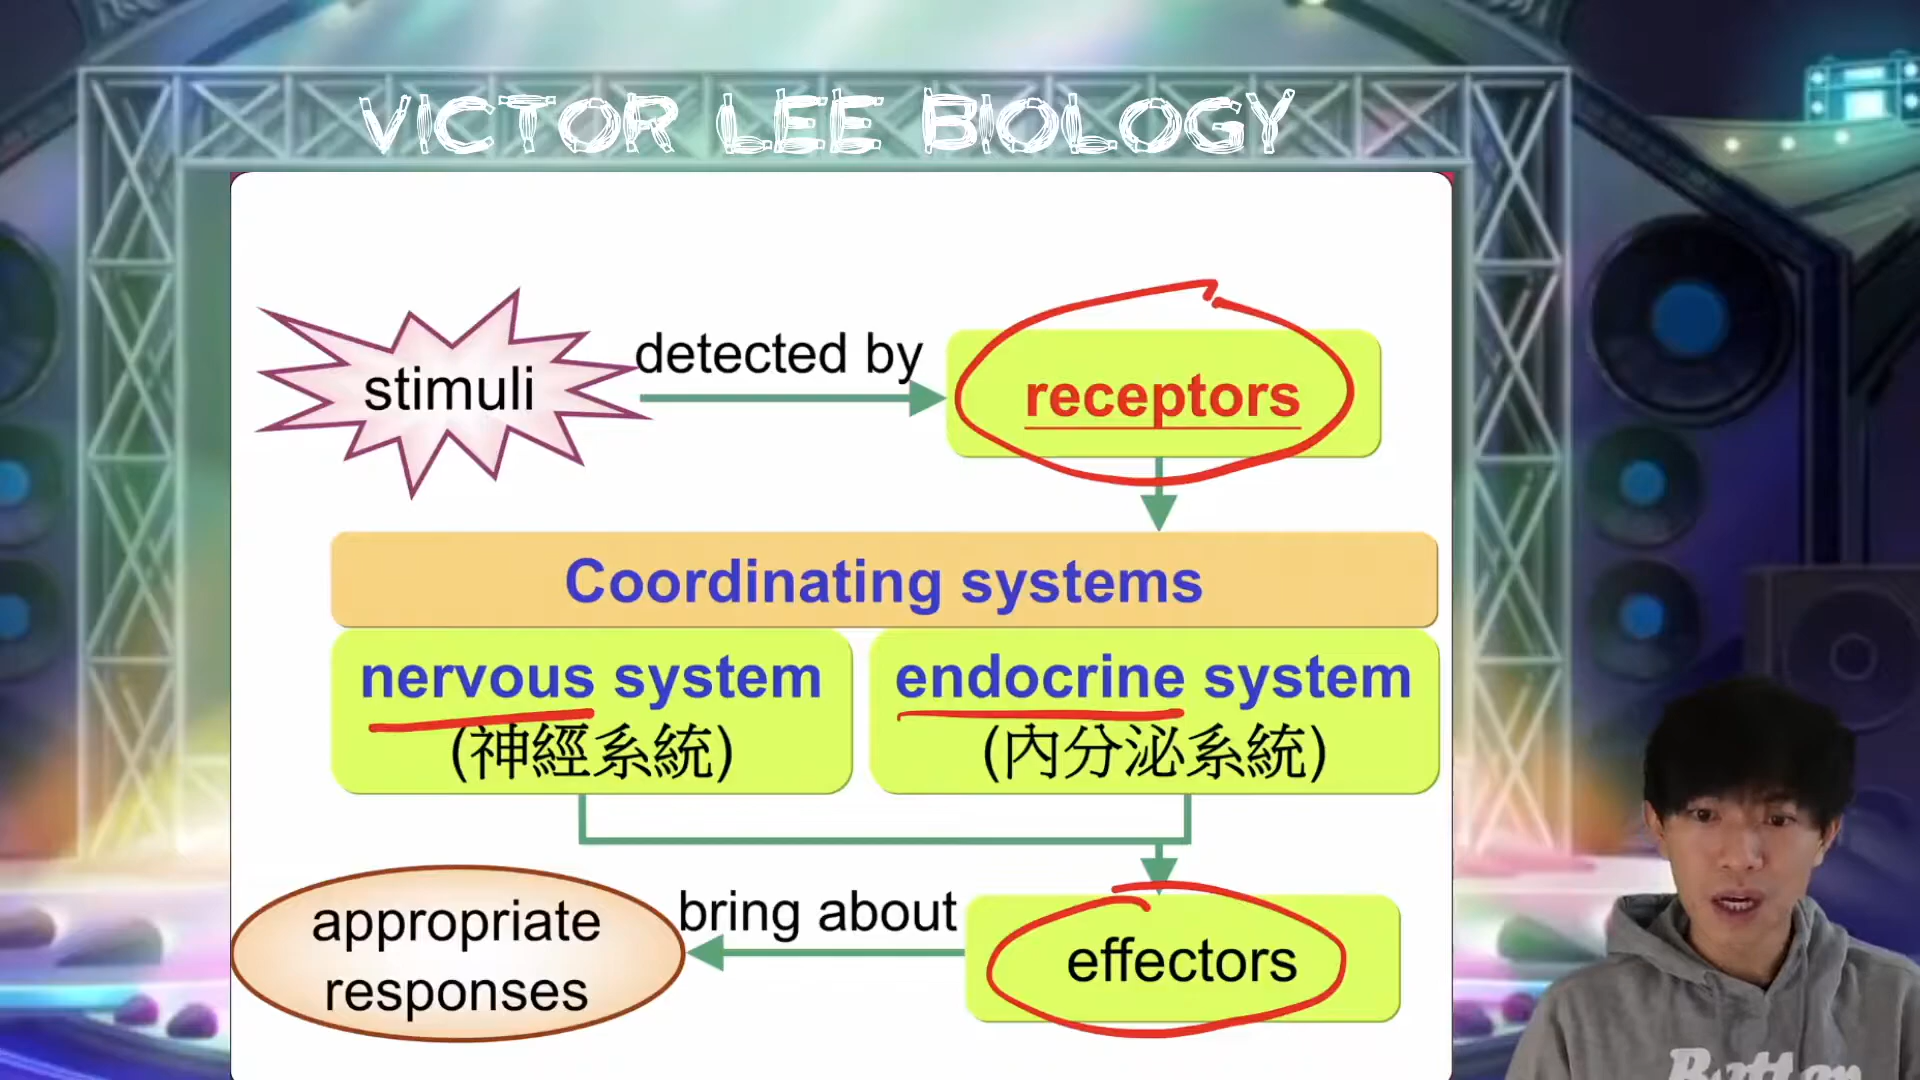 VICTOR LEE BIOLOGY
stimuli
detected by
receptors
Coordinating systems
nervous system
(神經系統)
endocrine system
(內分泌系統)
appropriate
responses
bring about
effectors